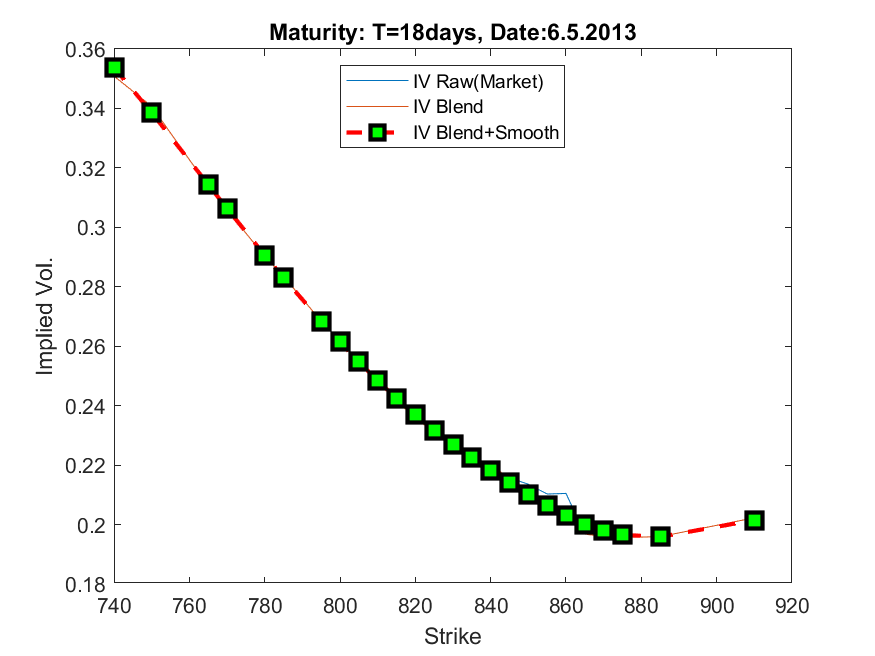 Maturity: T=18days, Date:6.5.2013
IV Raw(Market)
IV Blend
IV Blend+Smooth
Implied Vol.
0.36
0.34
0.32
0.3
0.28
0.26
0.24
0.22
0.2
0.18
740 760 780 800 820 840 860 880 900 920
Strike